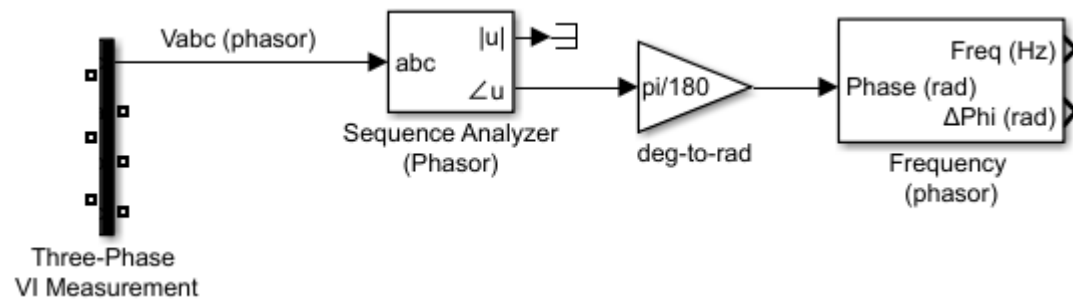 Vabc (phasor)
Three-Phase
VI Measurement
abc
|u|
∠u
Sequence Analyzer
(Phasor)
pi/180
deg-to-rad
Phase (rad)
Freq (Hz)
ΔPhi (rad)
Frequency
(phasor)